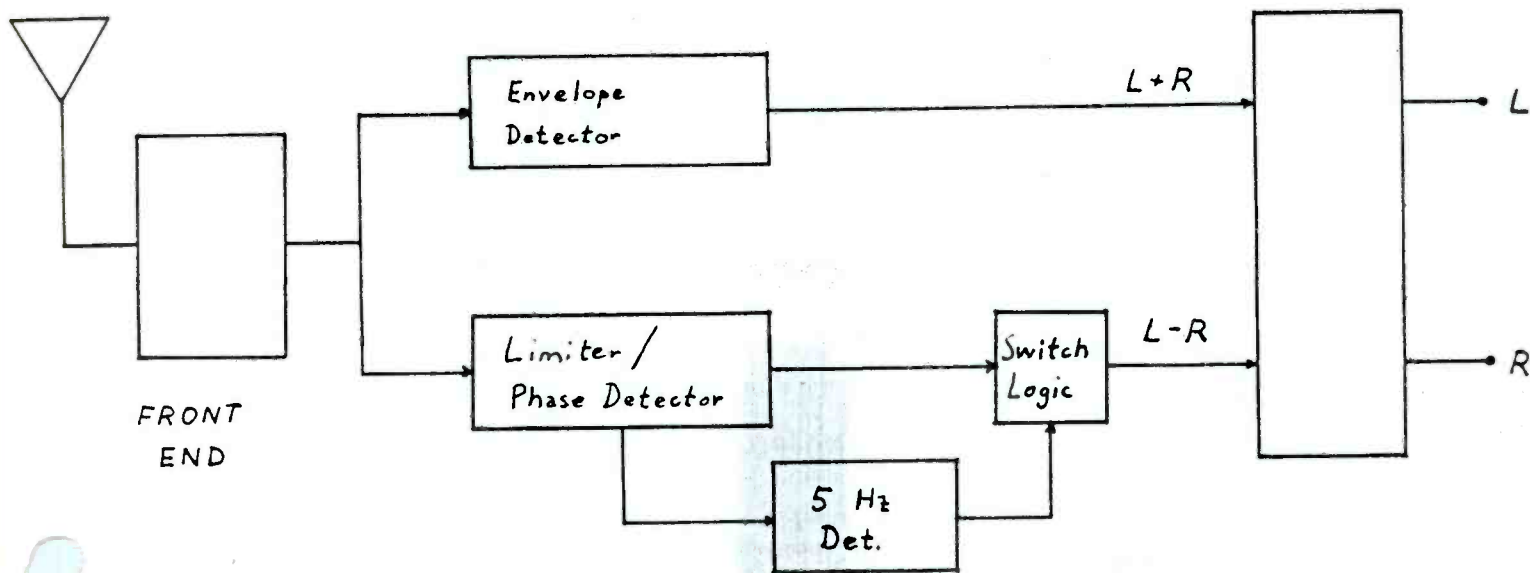 Envelope
Detector
L+R
L
Limiter /
Phase Detector
Switch
Logic
L-R
R
FRONT
END
5 Hz
Det.